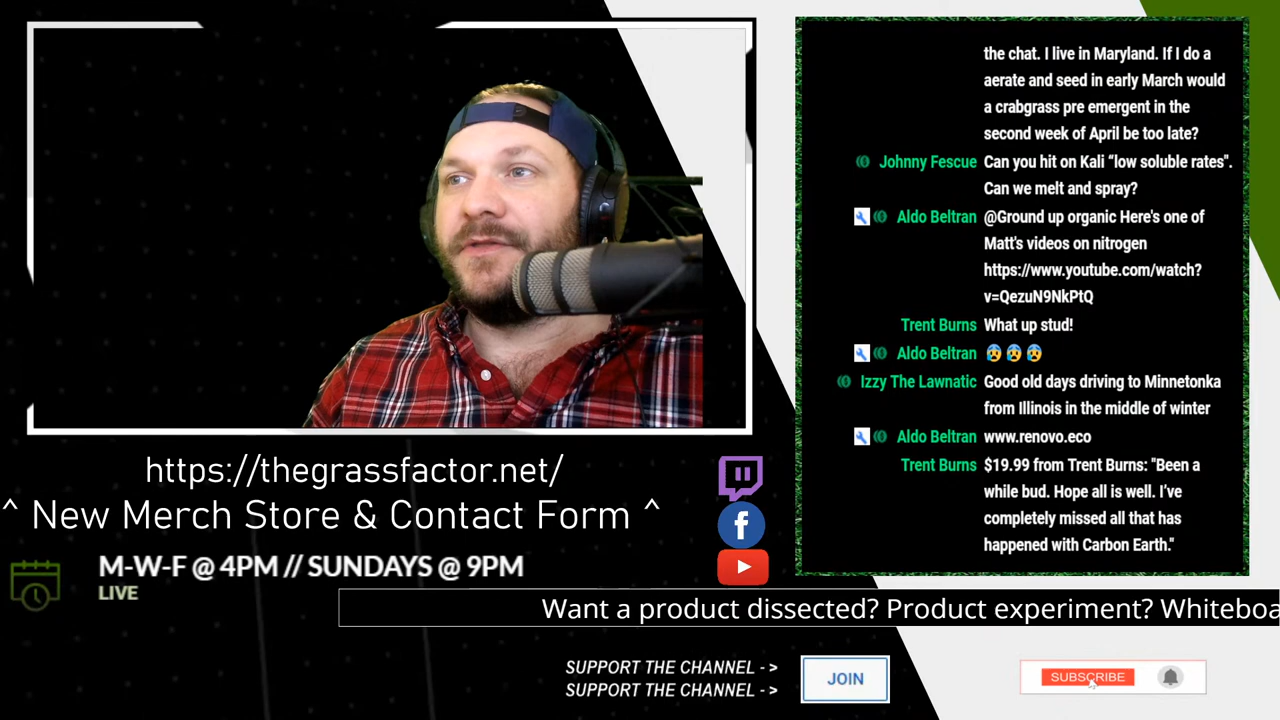 the chat. I live in Maryland. If I do a
aerate and seed in early March would
a crabgrass pre emergent in the
second week of April be too late?
Johnny Fescue Can you hit on Kali “low soluble rates".
Can we melt and spray?
Aldo Beltran @Ground up organic Here's one of
Matt's videos on nitrogen
https://www.youtube.com/watch?
v=QezuN9NkPtQ
Trent Burns What up stud!
Aldo Beltran 😰😰😰
Izzy The Lawnatic Good old days driving to Minnetonka
from Illinois in the middle of winter
Aldo Beltran www.renovo.eco
Trent Burns $19.99 from Trent Burns: "Been a
while bud. Hope all is well. I’ve
completely missed all that has
happened with Carbon Earth."
https://thegrassfactor.net/
^ New Merch Store & Contact Form ^
M-W-F @ 4PM // SUNDAYS @ 9PM
LIVE
Want a product dissected? Product experiment? Whiteboa
SUPPORT THE CHANNEL - >
SUPPORT THE CHANNEL - >
JOIN
SUBSCRIBE